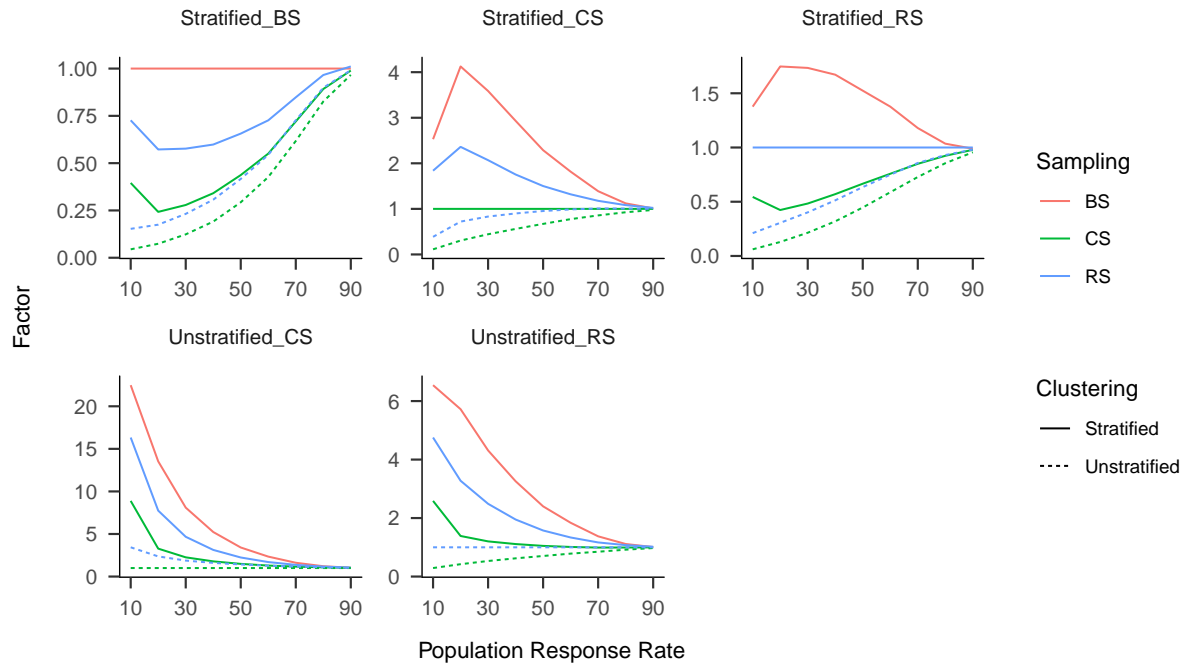 Stratified_BS
Stratified_CS
Stratified_RS
1.00
0.75
0.50
0.25
0.00
10 30 50 70 90
4
3
2
1
0
10 30 50 70 90
1.5
1.0
0.5
0.0
10 30 50 70 90
Unstratified_CS
Unstratified_RS
20
15
10
5
0
10 30 50 70 90
6
4
2
0
10 30 50 70 90
Factor
Population Response Rate
Sampling
BS
CS
RS
Clustering
Stratified
Unstratified